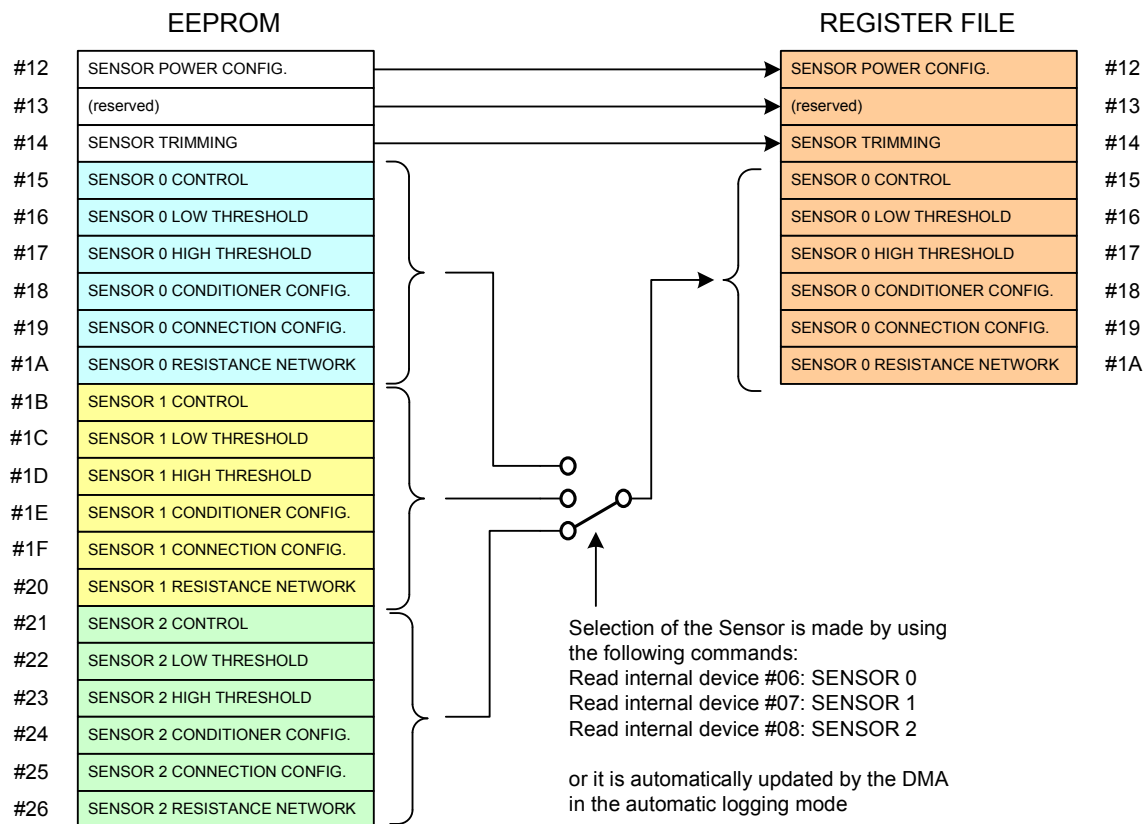 EEPROM
REGISTER FILE
#12 SENSOR POWER CONFIG. SENSOR POWER CONFIG. #12
#13 (reserved) (reserved) #13
#14 SENSOR TRIMMING SENSOR TRIMMING #14
#15 SENSOR 0 CONTROL SENSOR 0 CONTROL #15
#16 SENSOR 0 LOW THRESHOLD SENSOR 0 LOW THRESHOLD #16
#17 SENSOR 0 HIGH THRESHOLD SENSOR 0 HIGH THRESHOLD #17
#18 SENSOR 0 CONDITIONER CONFIG. SENSOR 0 CONDITIONER CONFIG. #18
#19 SENSOR 0 CONNECTION CONFIG. SENSOR 0 CONNECTION CONFIG. #19
#1A SENSOR 0 RESISTANCE NETWORK SENSOR 0 RESISTANCE NETWORK #1A
#1B SENSOR 1 CONTROL
#1C SENSOR 1 LOW THRESHOLD
#1D SENSOR 1 HIGH THRESHOLD
#1E SENSOR 1 CONDITIONER CONFIG.
#1F SENSOR 1 CONNECTION CONFIG.
#20 SENSOR 1 RESISTANCE NETWORK
#21 SENSOR 2 CONTROL
#22 SENSOR 2 LOW THRESHOLD
#23 SENSOR 2 HIGH THRESHOLD
#24 SENSOR 2 CONDITIONER CONFIG.
#25 SENSOR 2 CONNECTION CONFIG.
#26 SENSOR 2 RESISTANCE NETWORK
Selection of the Sensor is made by using
the following commands:
Read internal device #06: SENSOR 0
Read internal device #07: SENSOR 1
Read internal device #08: SENSOR 2
or it is automatically updated by the DMA
in the automatic logging mode